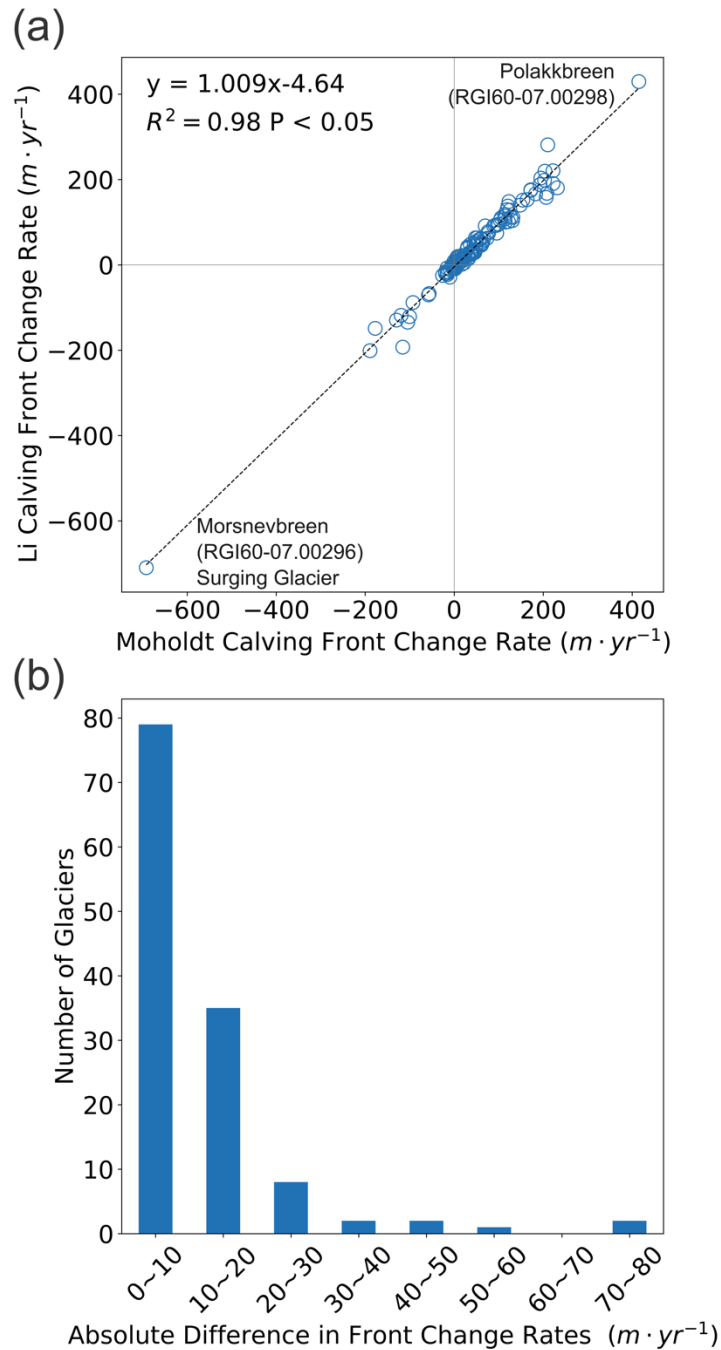 (a)
y = 1.009x-4.64
R² = 0.98 P < 0.05
Polakkbreen
(RGI60-07.00298)
Li Calving Front Change Rate (m · yr⁻¹)
400
200
0
−200
−400
−600
Morsnevbreen
(RGI60-07.00296)
Surging Glacier
−600 −400 −200 0 200 400
Moholdt Calving Front Change Rate (m · yr⁻¹)
(b)
Number of Glaciers
80
70
60
50
40
30
20
10
0
0~10 10~20 20~30 30~40 40~50 50~60 60~70 70~80
Absolute Difference in Front Change Rates (m · yr⁻¹)